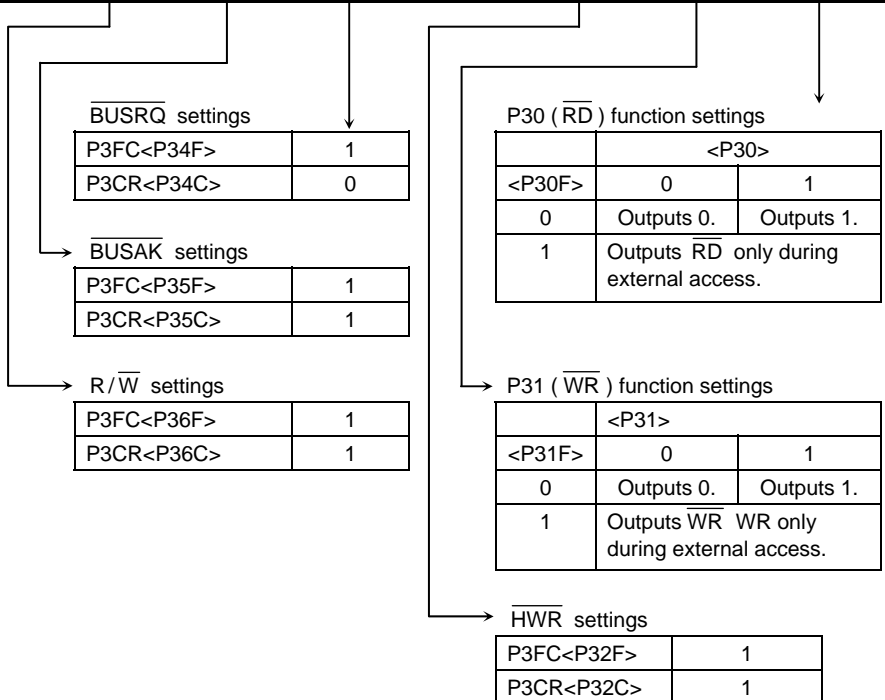 BUSRQ settings
P3FC<P34F> 1
P3CR<P34C> 0
BUSAK settings
P3FC<P35F> 1
P3CR<P35C> 1
R/W settings
P3FC<P36F> 1
P3CR<P36C> 1
P30 (RD) function settings
<P30>
<P30F> 0 1
0 Outputs 0. Outputs 1.
1 Outputs RD only during
external access.
P31 (WR) function settings
<P31>
<P31F> 0 1
0 Outputs 0. Outputs 1.
1 Outputs WR WR only
during external access.
HWR settings
P3FC<P32F> 1
P3CR<P32C> 1